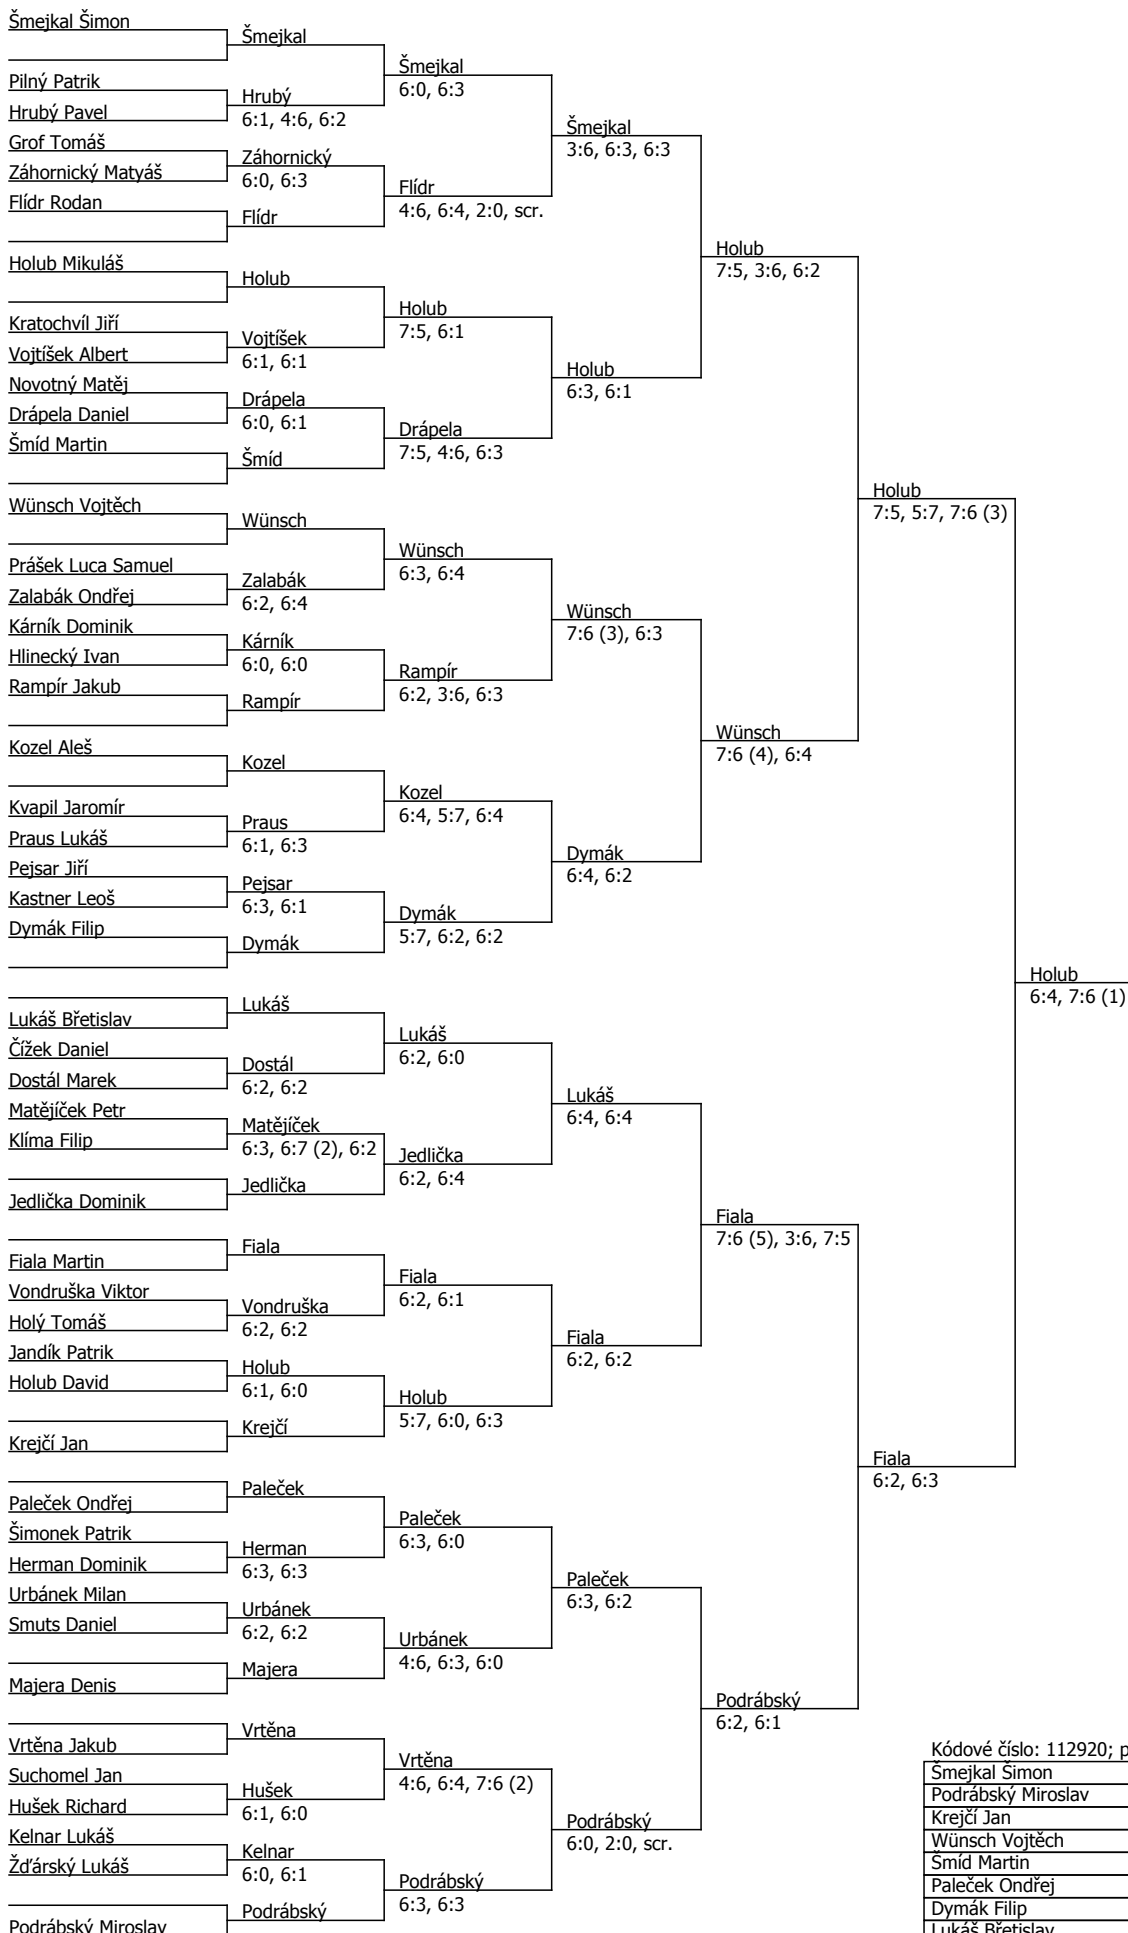 Šmejkal Šimon
Pilný Patrik
Hrubý Pavel
Grof Tomáš
Záhornický Matyáš
Flídr Rodan
Holub Mikuláš
Kratochvíl Jiří
Vojtíšek Albert
Novotný Matěj
Drápela Daniel
Šmíd Martin
Wünsch Vojtěch
Prášek Luca Samuel
Zalabák Ondřej
Kárník Dominik
Hlinecký Ivan
Rampír Jakub
Kozel Aleš
Kvapil Jaromír
Praus Lukáš
Pejsar Jiří
Kastner Leoš
Dymák Filip
Lukáš Břetislav
Čížek Daniel
Dostál Marek
Matějíček Petr
Klíma Filip
Jedlička Dominik
Fiala Martin
Vondruška Viktor
Holý Tomáš
Jandík Patrik
Holub David
Krejčí Jan
Paleček Ondřej
Šimonek Patrik
Herman Dominik
Urbánek Milan
Smuts Daniel
Majera Denis
Vrtěna Jakub
Suchomel Jan
Hušek Richard
Kelnar Lukáš
Žďárský Lukáš
Podrábský Miroslav
Šmejkal
Hrubý
6:1, 4:6, 6:2
Záhornický
6:0, 6:3
Flídr
Holub
Vojtíšek
6:1, 6:1
Drápela
6:0, 6:1
Šmíd
Wünsch
Zalabák
6:2, 6:4
Kárník
6:0, 6:0
Rampír
Kozel
Praus
6:1, 6:3
Pejsar
6:3, 6:1
Dymák
Lukáš
Dostál
6:2, 6:2
Matějíček
6:3, 6:7 (2), 6:2
Jedlička
Fiala
Vondruška
6:2, 6:2
Holub
6:1, 6:0
Krejčí
Paleček
Herman
6:3, 6:3
Urbánek
6:2, 6:2
Majera
Vrtěna
Hušek
6:1, 6:0
Kelnar
6:0, 6:1
Podrábský
Šmejkal
6:0, 6:3
Flídr
4:6, 6:4, 2:0, scr.
Holub
7:5, 6:1
Drápela
7:5, 4:6, 6:3
Wünsch
6:3, 6:4
Rampír
6:2, 3:6, 6:3
Kozel
6:4, 5:7, 6:4
Dymák
5:7, 6:2, 6:2
Lukáš
6:2, 6:0
Jedlička
6:2, 6:4
Fiala
6:2, 6:1
Holub
5:7, 6:0, 6:3
Paleček
6:3, 6:0
Urbánek
4:6, 6:3, 6:0
Vrtěna
4:6, 6:4, 7:6 (2)
Podrábský
6:3, 6:3
Šmejkal
3:6, 6:3, 6:3
Holub
6:3, 6:1
Wünsch
7:6 (3), 6:3
Dymák
6:4, 6:2
Lukáš
6:4, 6:4
Fiala
6:2, 6:2
Paleček
6:3, 6:2
Podrábský
6:0, 2:0, scr.
Holub
7:5, 3:6, 6:2
Wünsch
7:6 (4), 6:4
Fiala
7:6 (5), 3:6, 7:5
Podrábský
6:2, 6:1
Holub
7:5, 5:7, 7:6 (3)
Fiala
6:2, 6:3
Holub
6:4, 7:6 (1)
Kódové číslo: 112920; p
Šmejkal Šimon
Podrábský Miroslav
Krejčí Jan
Wünsch Vojtěch
Šmíd Martin
Paleček Ondřej
Dymák Filip
Lukáš Břetislav